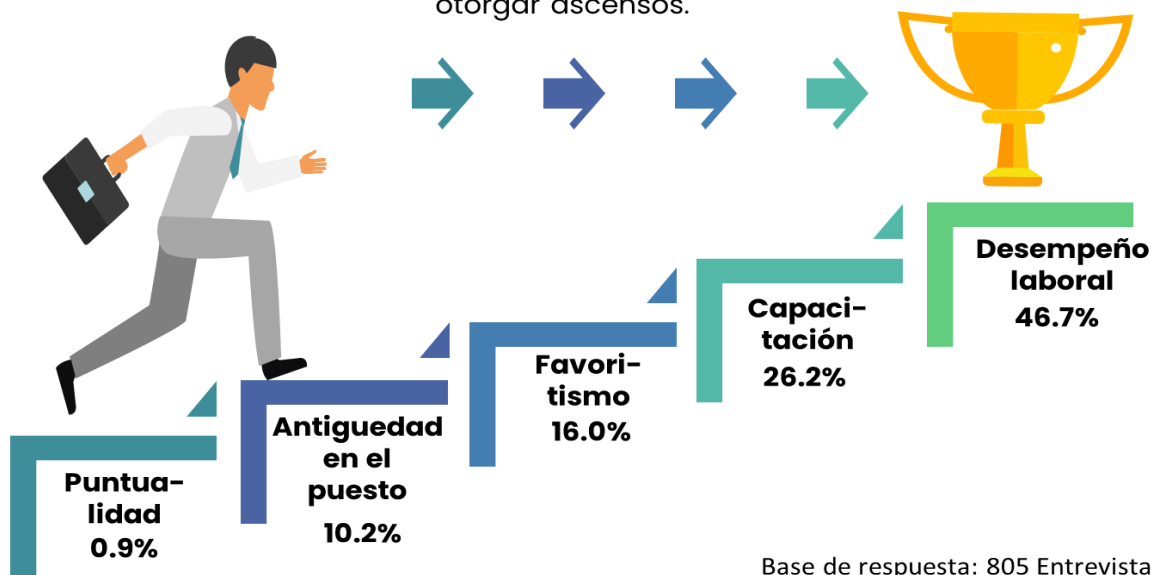 otorgar ascensos.
Desempeño
laboral
46.7%
Capaci-
tación
26.2%
Favori-
tismo
16.0%
Antiguedad
en el
puesto
10.2%
Puntua-
lidad
0.9%
Base de respuesta: 805 Entrevista